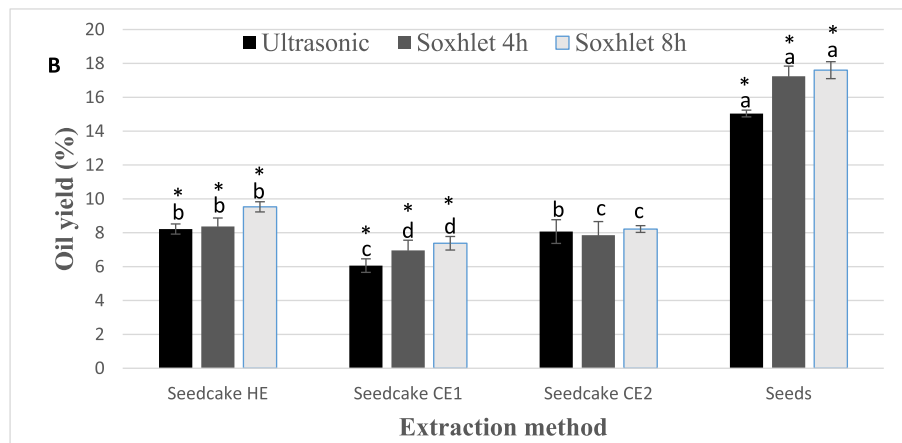 20
Ultrasonic Soxhlet 4h Soxhlet 8h
B
18
16
14
12
10
8
6
4
2
0
Oil yield (%)
* * *
b b b
* * *
c d d
b c c
* * *
a a a
Seedcake HE Seedcake CE1 Seedcake CE2 Seeds
Extraction method